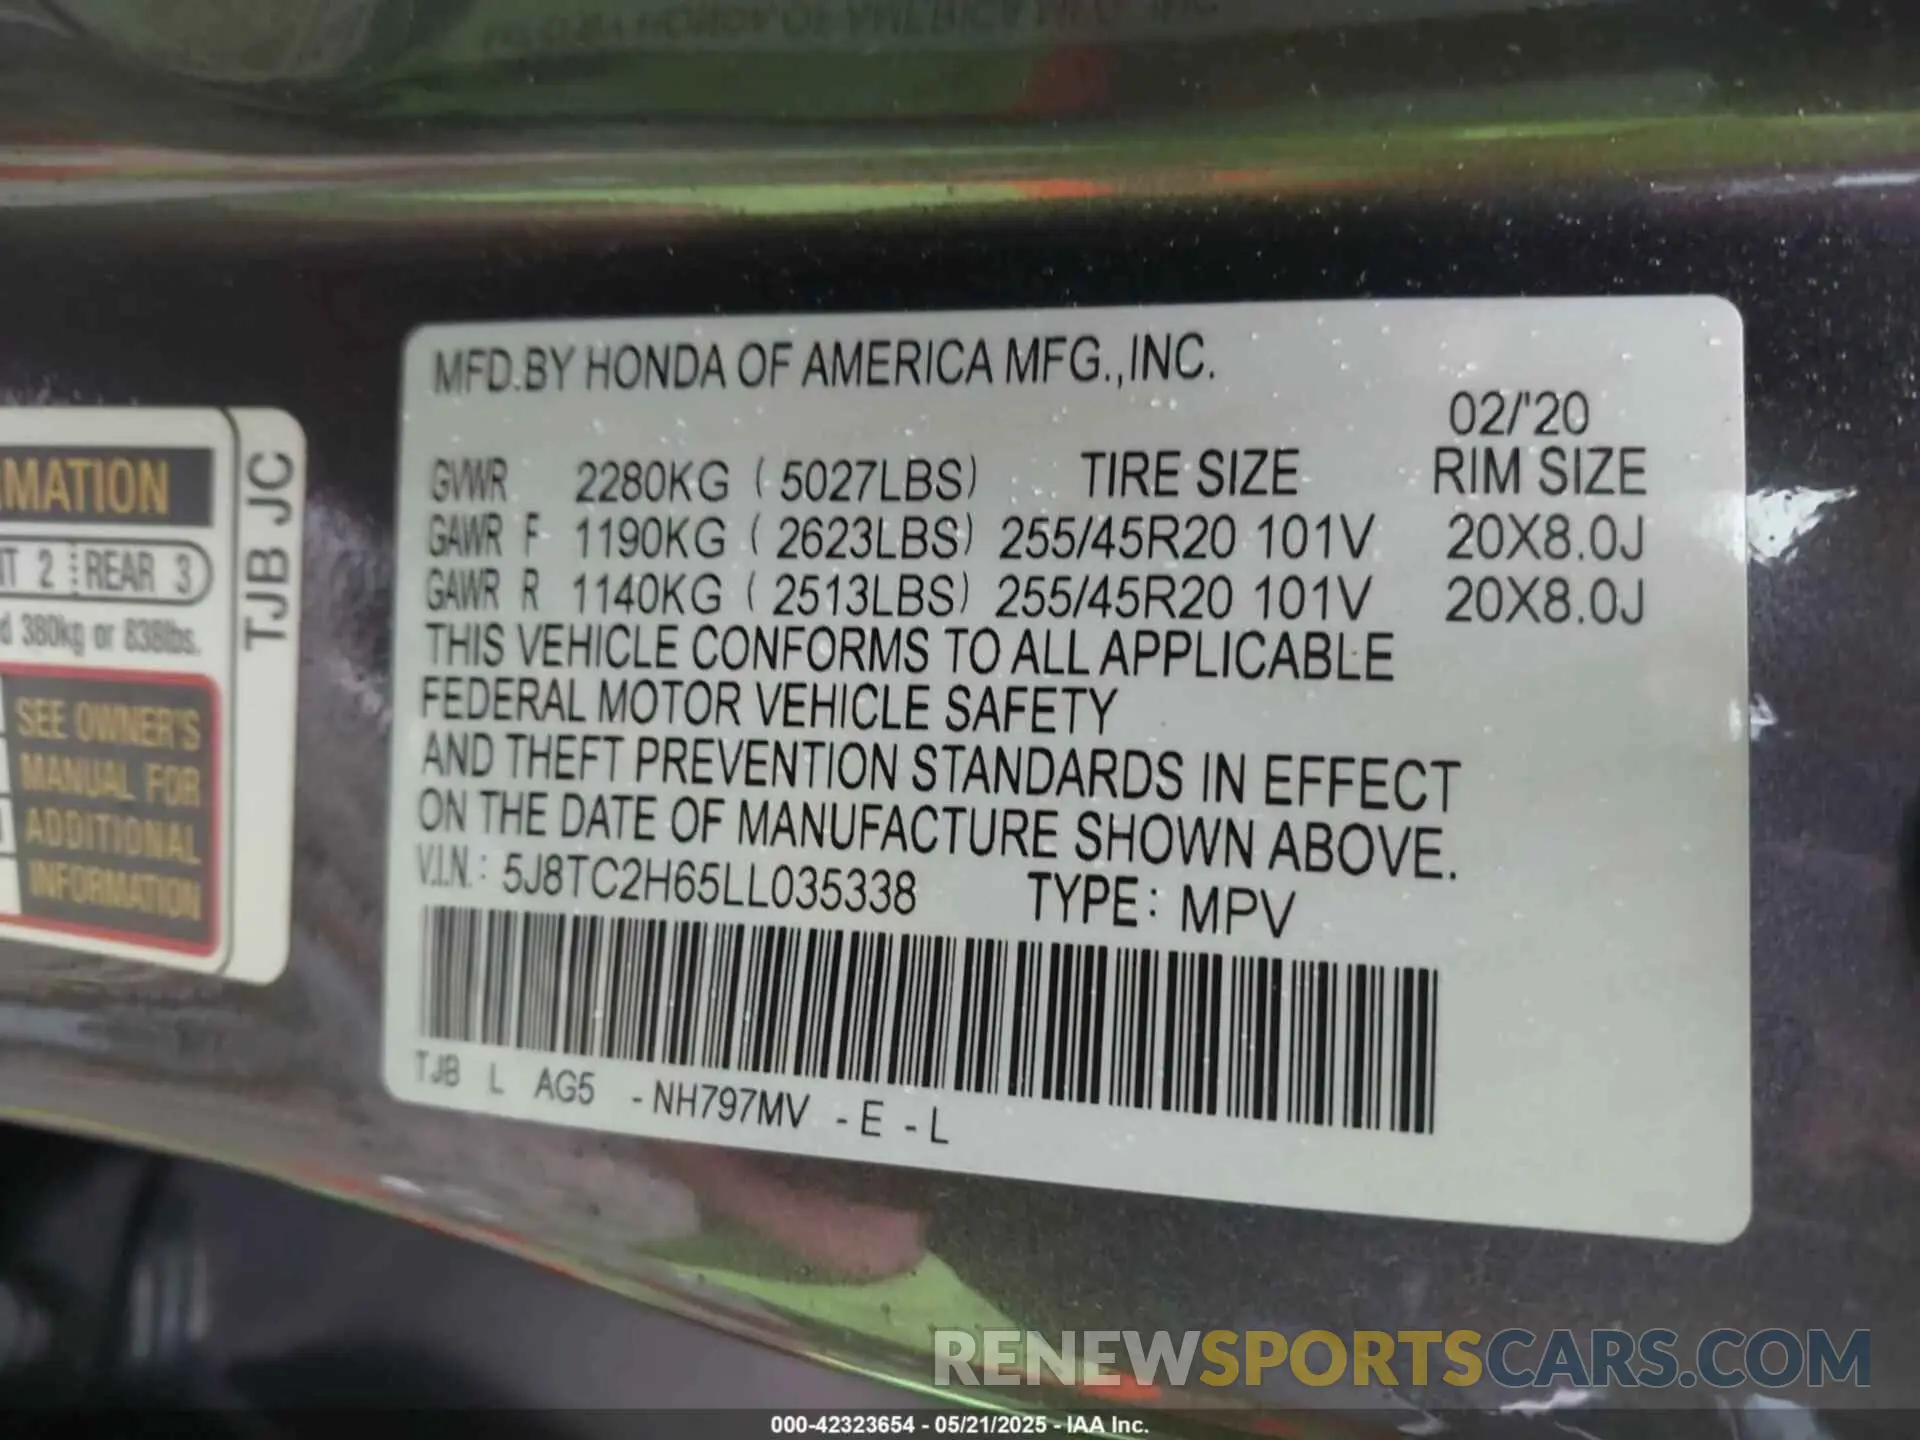 MFD.BY HONDA OF AMERICA MFG.,INC.
02/'20
GVWR 2280KG ( 5027LBS) TIRE SIZE RIM SIZE
GAWR F 1190KG ( 2623LBS) 255/45R20 101V 20X8.0J
GAWR R 1140KG ( 2513LBS) 255/45R20 101V 20X8.0J
THIS VEHICLE CONFORMS TO ALL APPLICABLE
FEDERAL MOTOR VEHICLE SAFETY
AND THEFT PREVENTION STANDARDS IN EFFECT
ON THE DATE OF MANUFACTURE SHOWN ABOVE.
V.I.N.: 5J8TC2H65LL035338 TYPE: MPV
TJB L AG5 -NH797MV -E -L
MATION
2 REAR 3
380kg or 838lbs.
SEE OWNER'S
MANUAL FOR
ADDITIONAL
INFORMATION
TJB JC
RENEWSPORTSCARS.COM
000-42323654 - 05/21/2025 - IAA Inc.